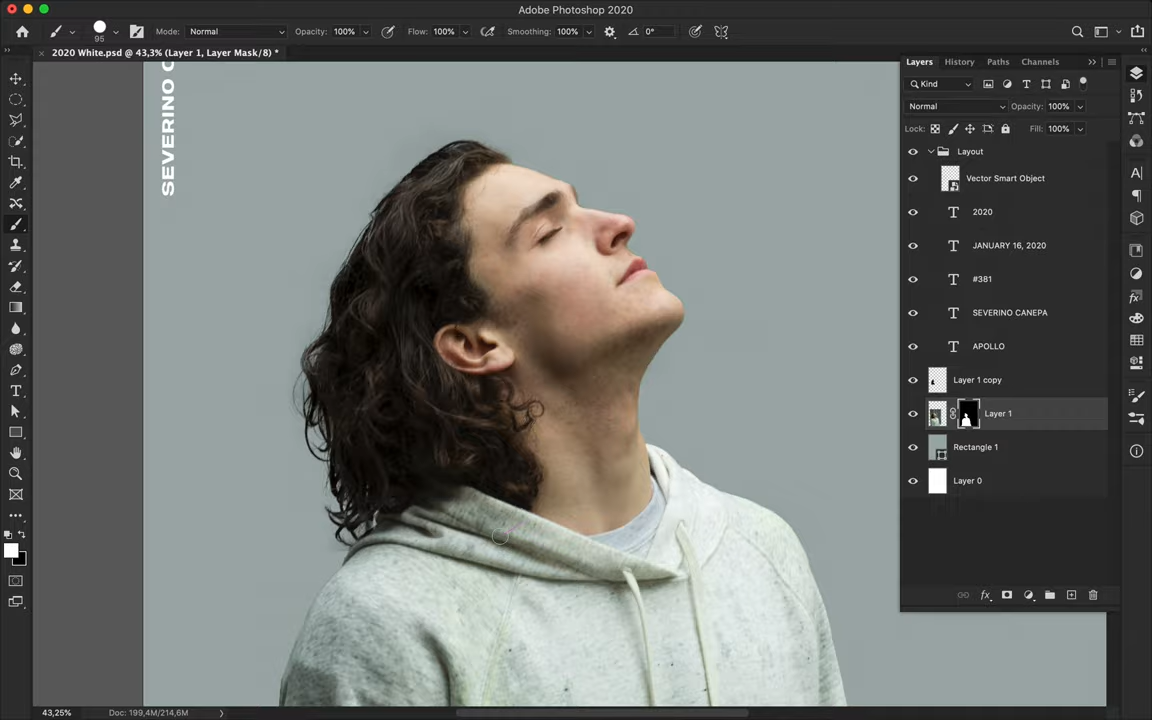 Adobe Photoshop 2020
95
Mode: Normal
Opacity: 100%
Flow: 100%
Smoothing: 100%
0°
2020 White.psd @ 43,3% (Layer 1, Layer Mask/8) *
SEVERINO C
Layers
History
Paths
Channels
Kind
Normal
Opacity: 100%
Lock:
Fill: 100%
Layout
Vector Smart Object
2020
JANUARY 16, 2020
#381
SEVERINO CANEPA
APOLLO
Layer 1 copy
Layer 1
Rectangle 1
Layer 0
43,25%
Doc: 199,4M/214,6M